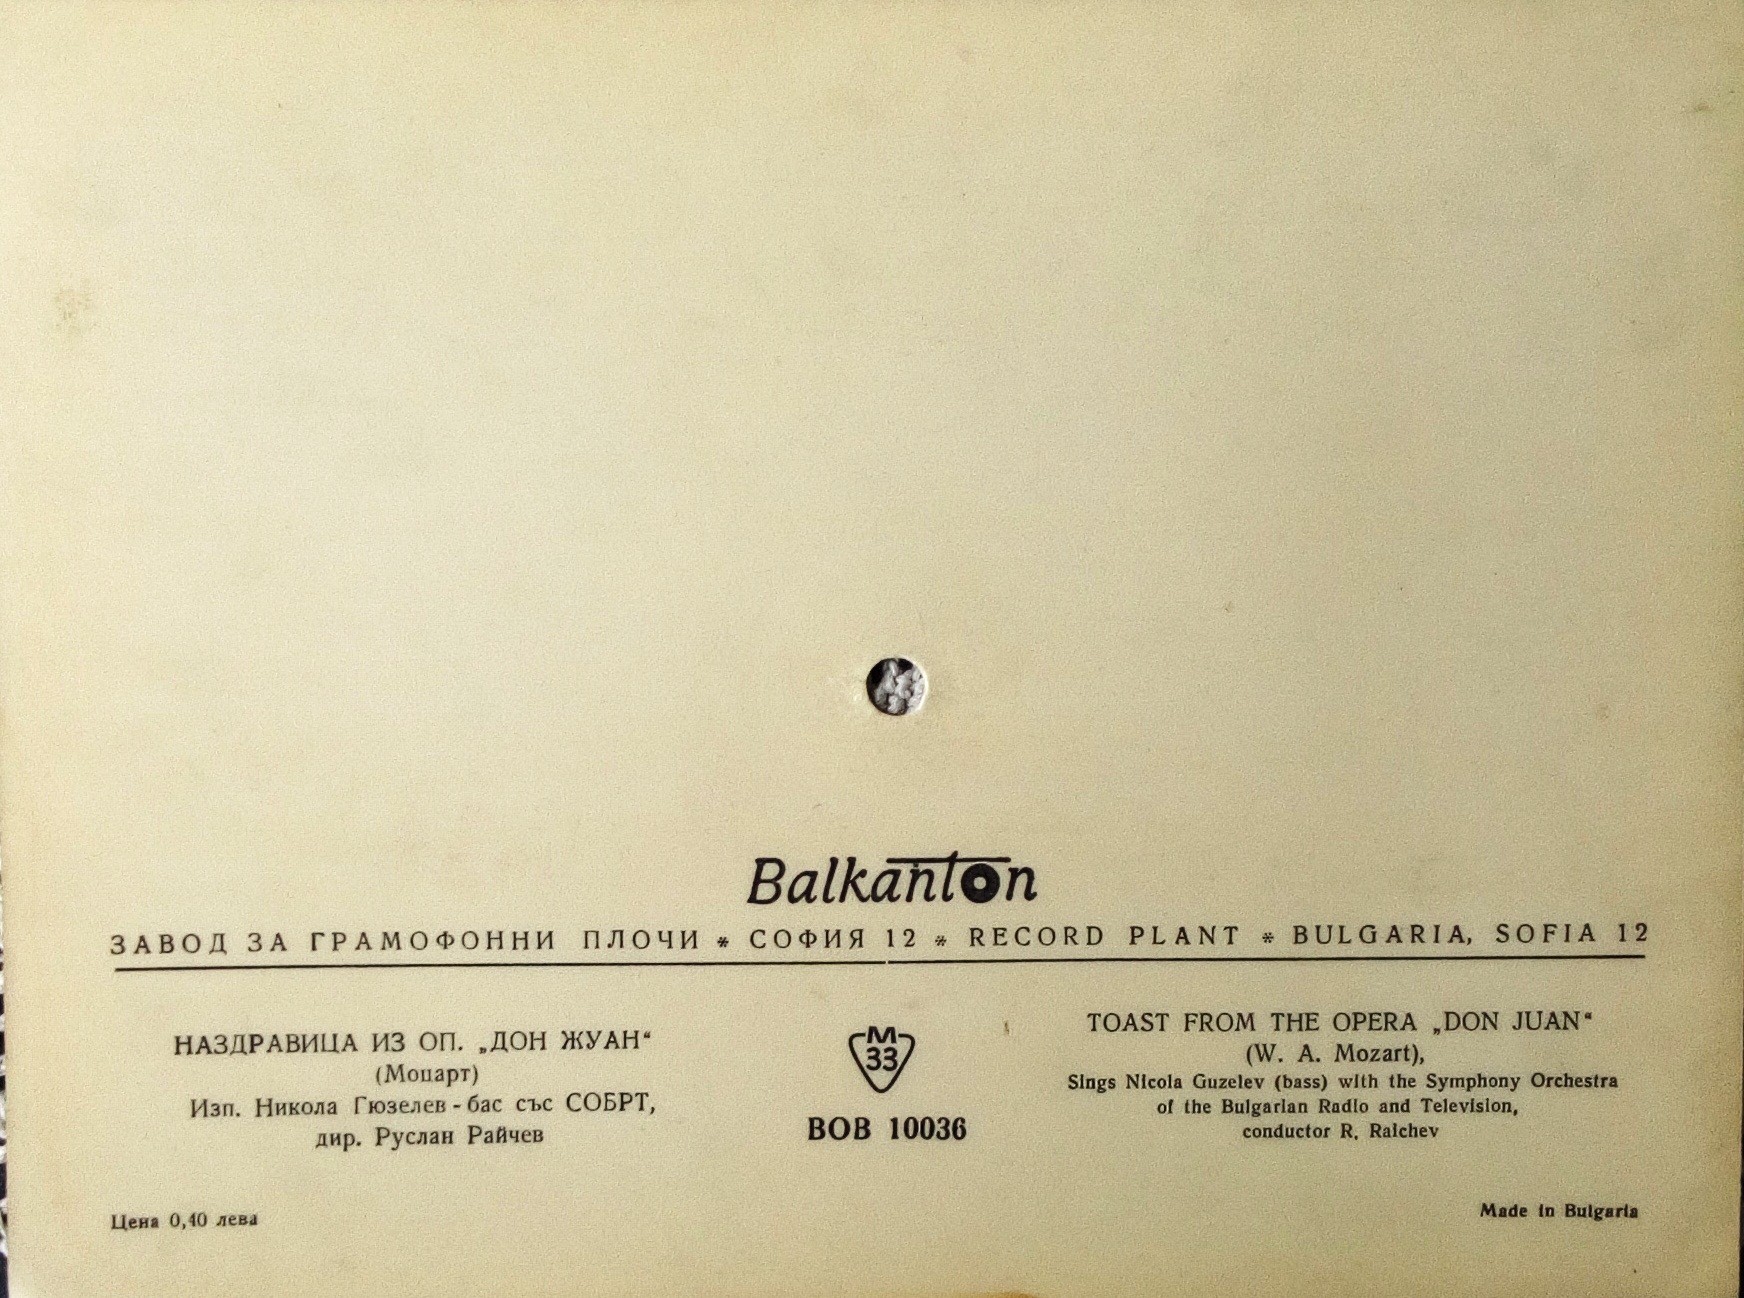 Balkanton
ЗАВОД ЗА ГРАМОФОННИ ПЛОЧИ * СОФИЯ 12 * RECORD PLANT * BULGARIA, SOFIA 12
НАЗДРАВИЦА ИЗ ОП. „ДОН ЖУАН“
(Моцарт)
Изп. Никола Гюзелев - бас със СОБРТ,
дир. Руслан Райчев
Цена 0,40 лева
М
33
ВОВ 10036
TOAST FROM THE OPERA „DON JUAN“
(W. A. Mozart),
Sings Nicola Guzelev (bass) with the Symphony Orchestra
of the Bulgarian Radio and Television,
conductor R. Raichev
Made in Bulgaria